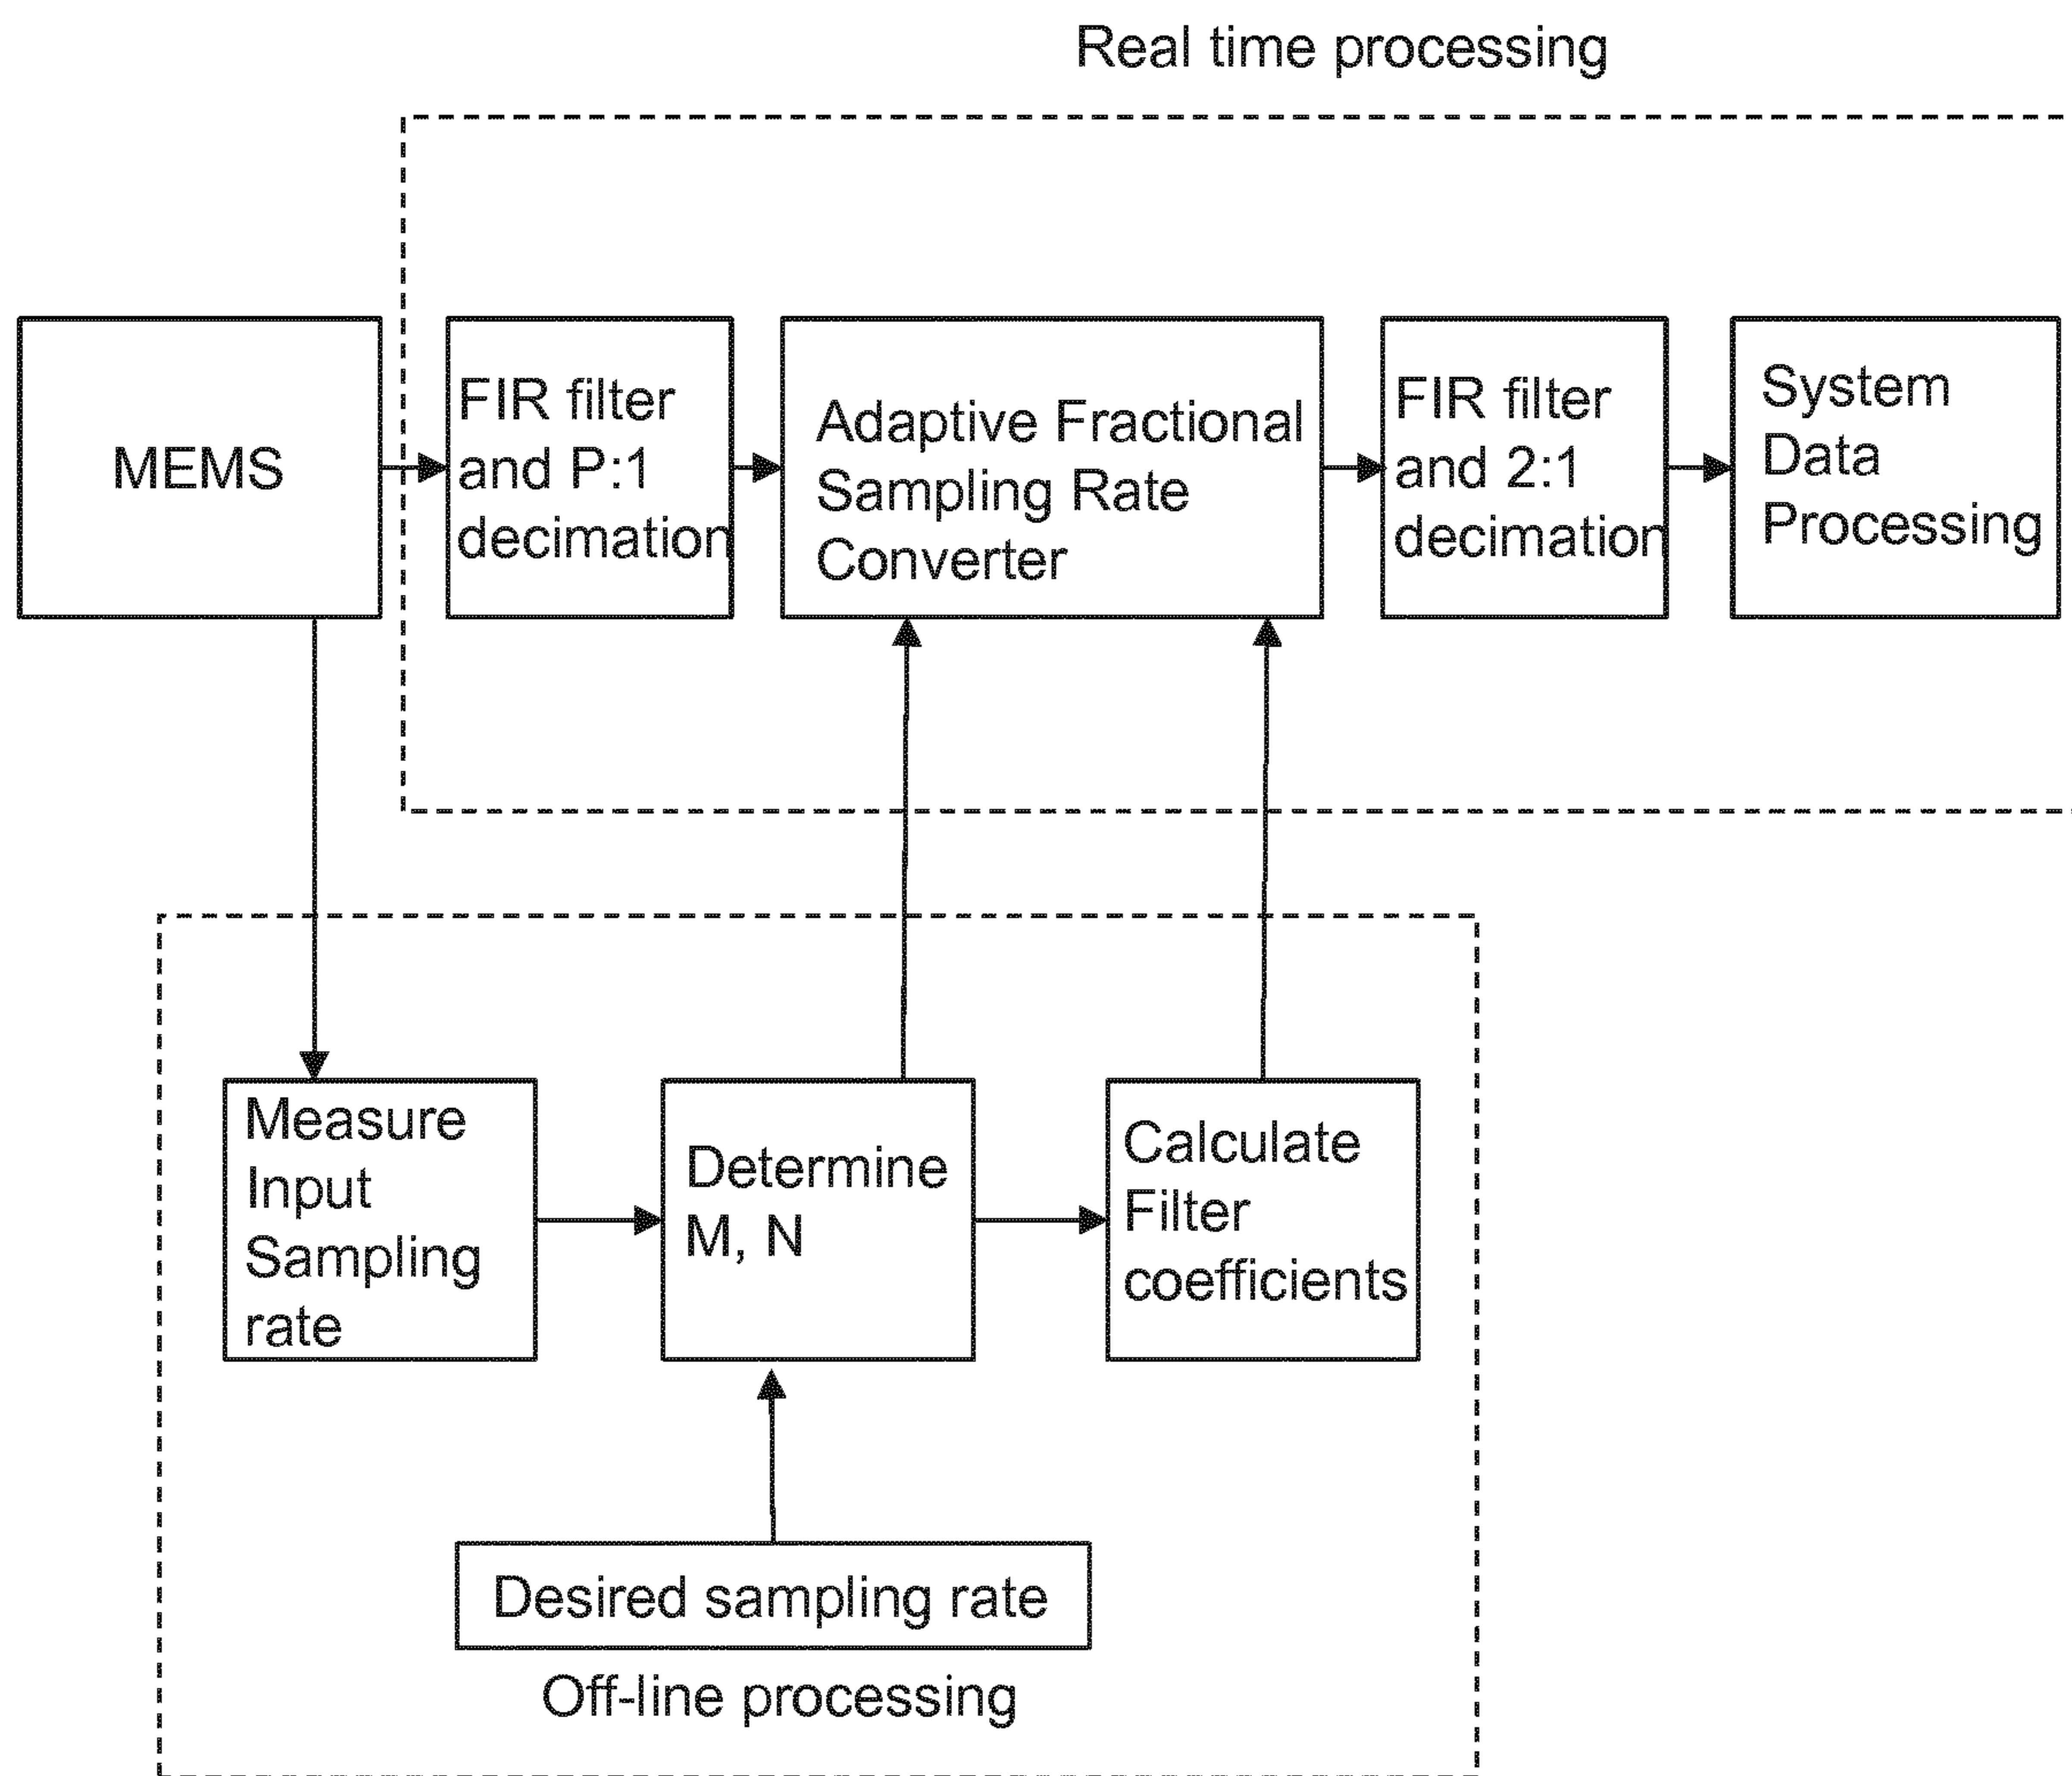 Real time processing
MEMS
FIR filter
and P:1
decimation
Adaptive Fractional
Sampling Rate
Converter
FIR filter
and 2:1
decimation
System
Data
Processing
Measure
Input
Sampling
rate
Determine
M, N
Calculate
Filter
coefficients
Desired sampling rate
Off-line processing